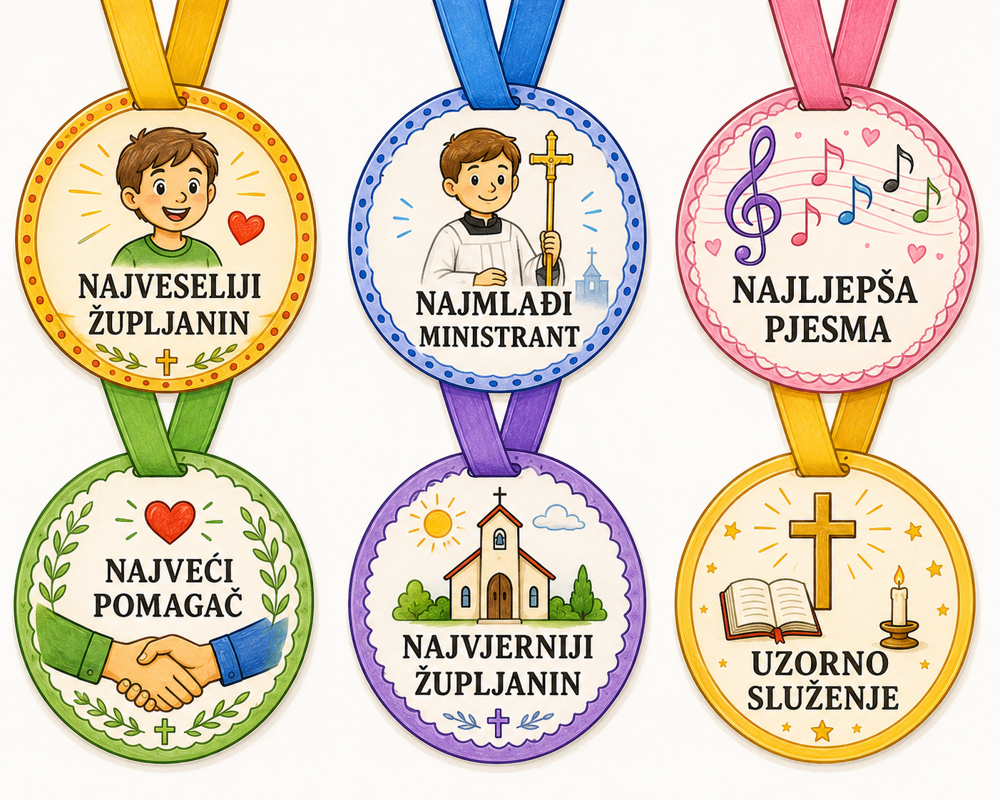 NAJVESELIJI
ŽUPLJANIN
NAJMLAĐI
MINISTRANT
NAJLJEPŠA
PJESMA
NAJVEĆI
POMAGAČ
NAJVJERNIJI
ŽUPLJANIN
UZORNO
SLUŽENJE